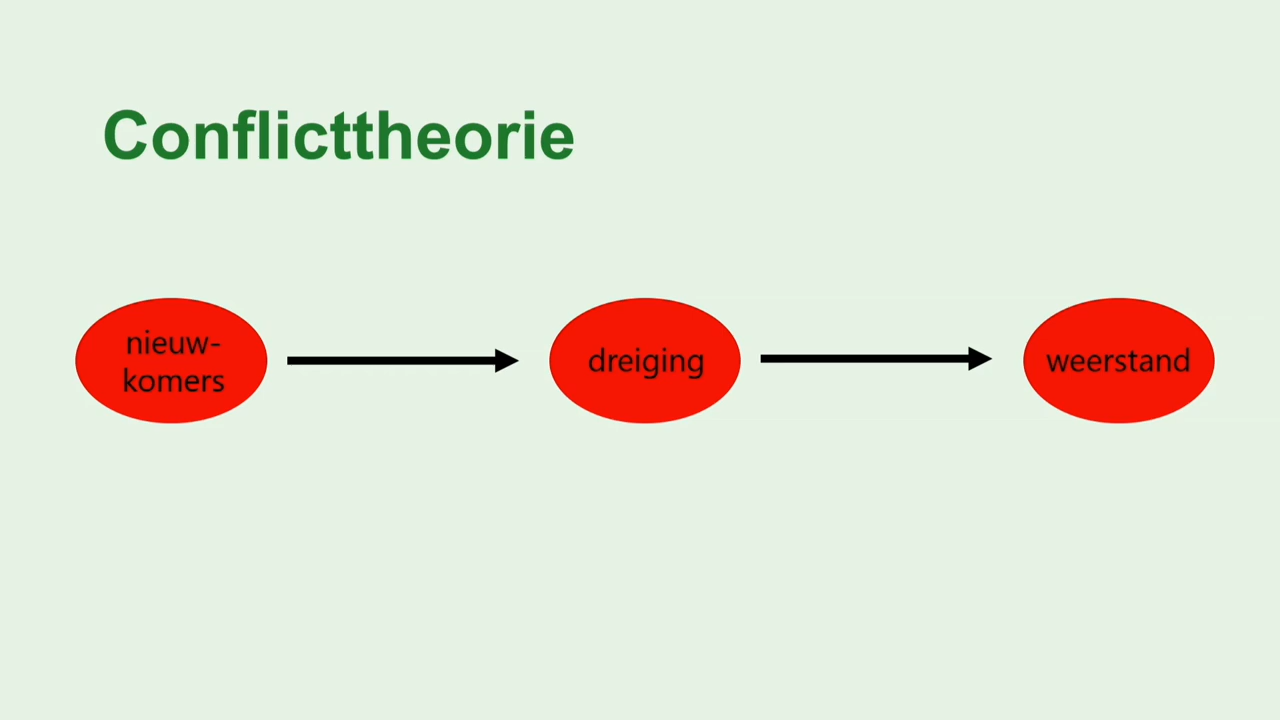 Conflicttheorie
nieuw-
komers
dreiging
weerstand